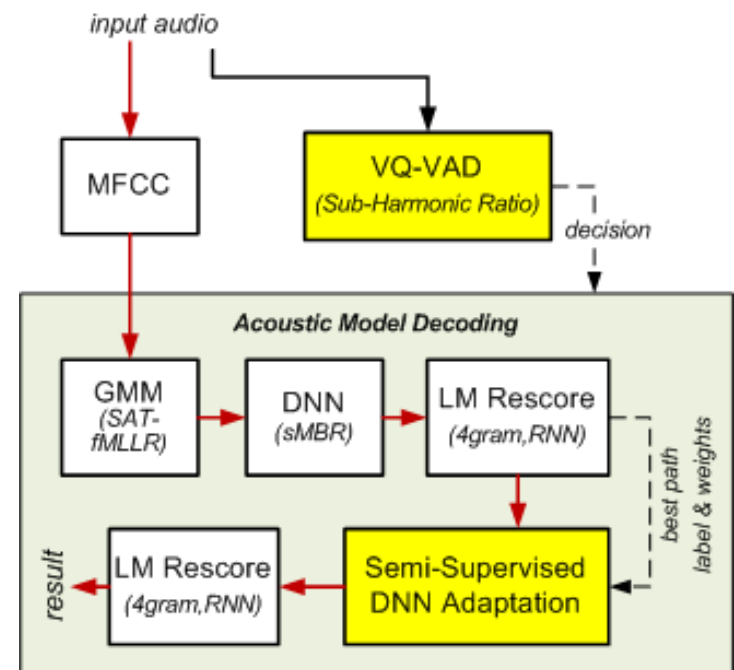 input audio
MFCC
VQ-VAD
(Sub-Harmonic Ratio)
decision
Acoustic Model Decoding
GMM
(SAT-
fMLLR)
DNN
(sMBR)
LM Rescore
(4gram,RNN)
best path
label & weights
Semi-Supervised
DNN Adaptation
LM Rescore
(4gram,RNN)
result